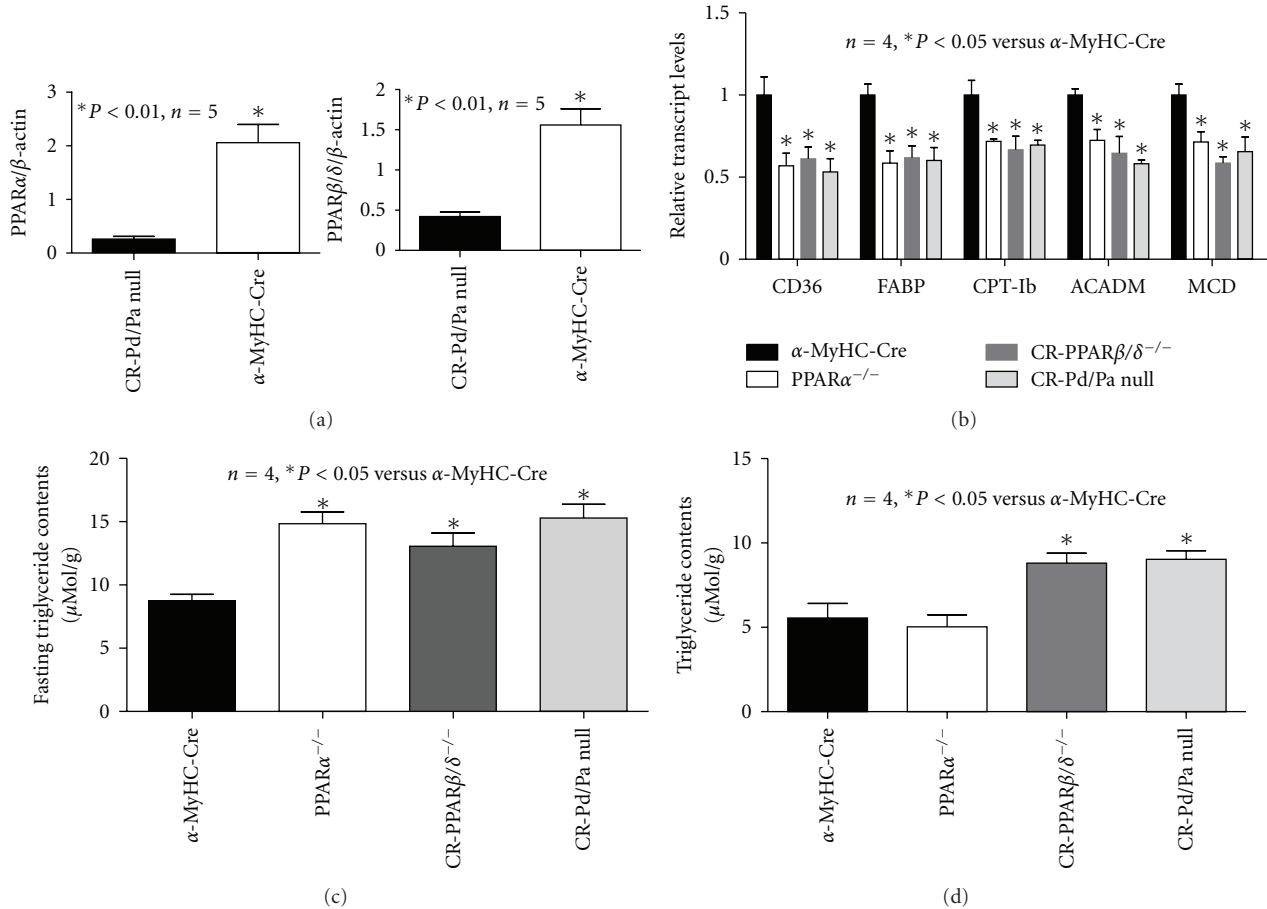 PPARα/β-actin
3
2
1
0
*P < 0.01, n = 5
*
CR-Pd/Pa null
α-MyHC-Cre
PPARβ/δ/β-actin
2
1.5
1
0.5
0
*P < 0.01, n = 5
*
CR-Pd/Pa null
α-MyHC-Cre
(a)
Relative transcript levels
1.5
1
0.5
0
n = 4, *P < 0.05 versus α-MyHC-Cre
* * *
* * *
* * *
* * *
* * *
CD36 FABP CPT-Ib ACADM MCD
α-MyHC-Cre
PPARα−/−
CR-PPARβ/δ−/−
CR-Pd/Pa null
(b)
Fasting triglyceride contents
(μMol/g)
20
15
10
5
0
n = 4, *P < 0.05 versus α-MyHC-Cre
* * *
α-MyHC-Cre
PPARα−/−
CR-PPARβ/δ−/−
CR-Pd/Pa null
(c)
Triglyceride contents
(μMol/g)
15
10
5
0
n = 4, *P < 0.05 versus α-MyHC-Cre
* *
α-MyHC-Cre
PPARα−/−
CR-PPARβ/δ−/−
CR-Pd/Pa null
(d)